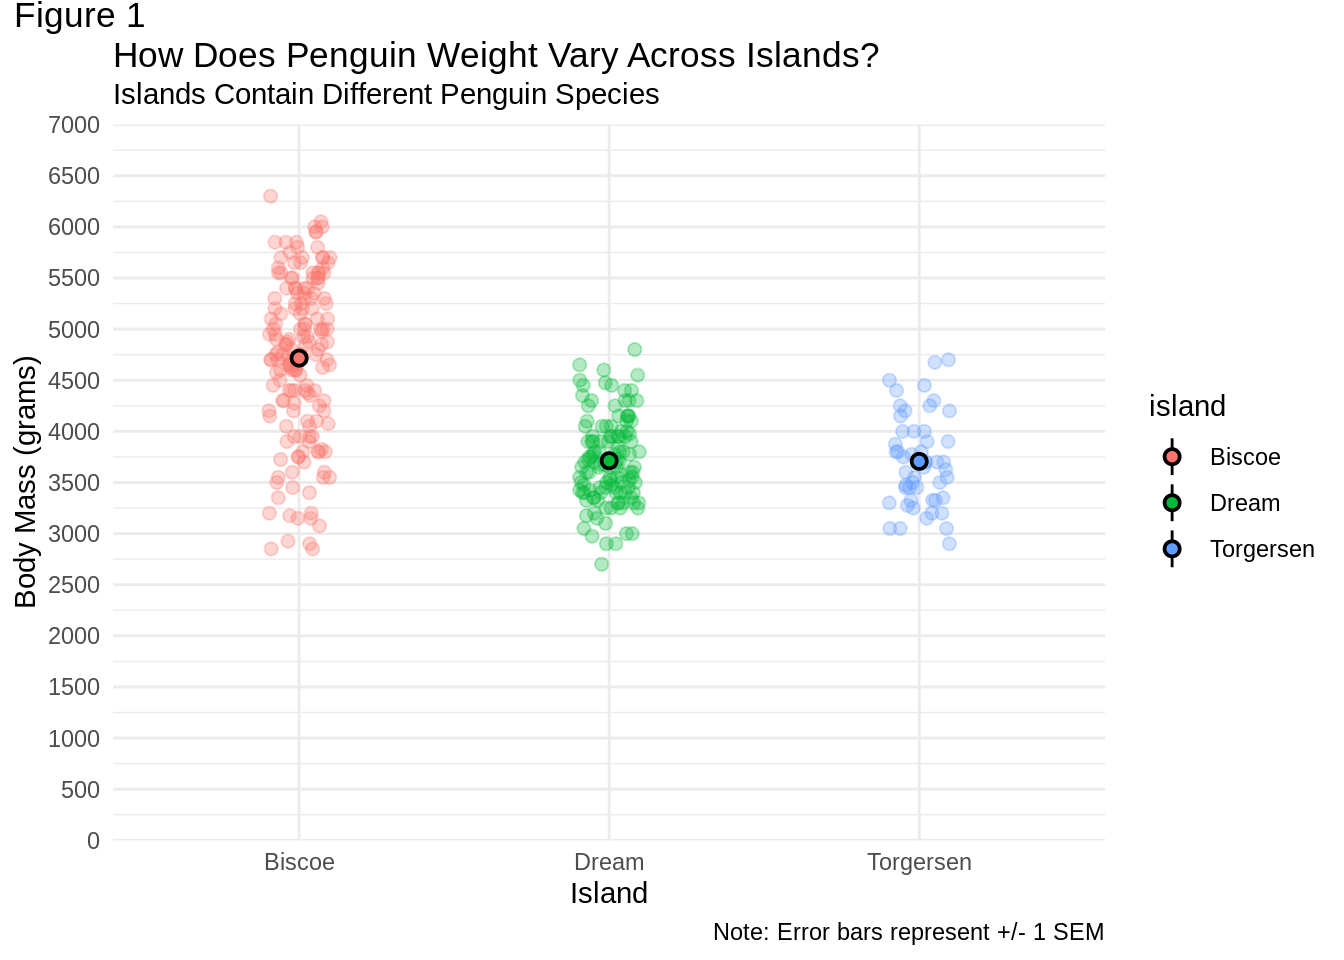 Figure 1
How Does Penguin Weight Vary Across Islands?
Islands Contain Different Penguin Species
7000
6500
6000
5500
5000
4500
4000
3500
3000
2500
2000
1500
1000
500
0
Body Mass (grams)
Biscoe
Dream
Torgersen
Island
island
Biscoe
Dream
Torgersen
Note: Error bars represent +/- 1 SEM